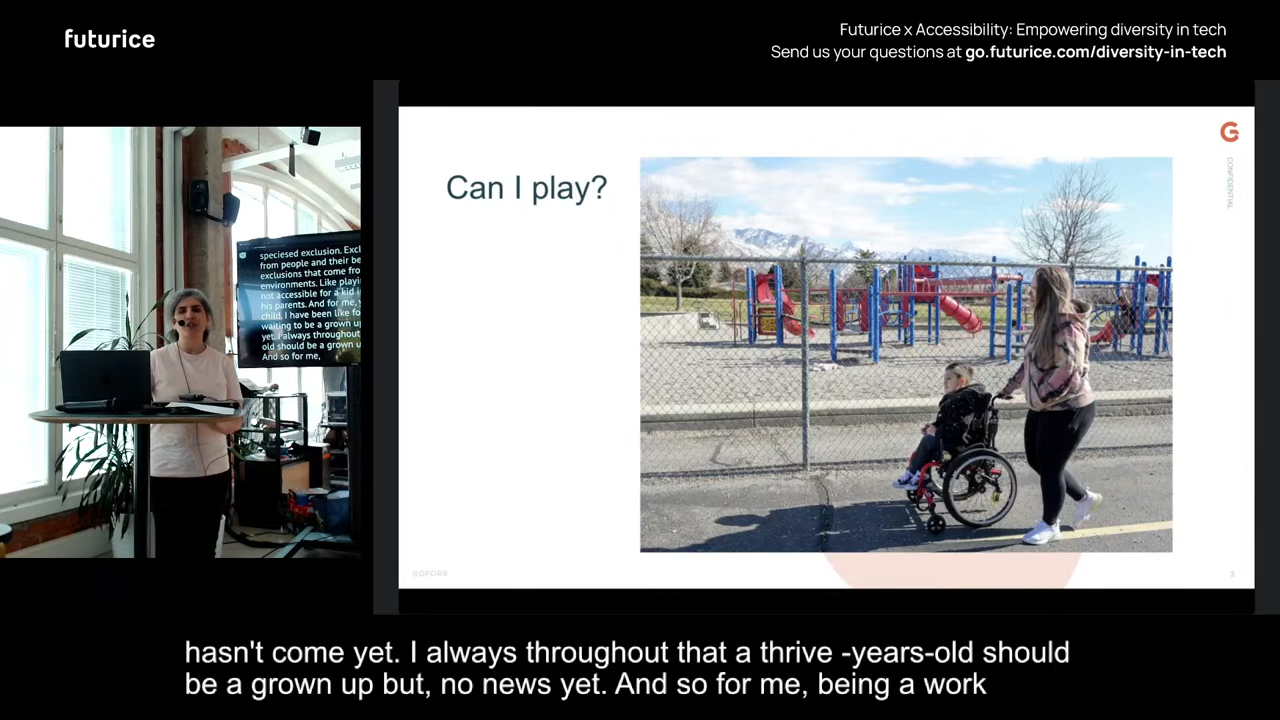 futurice
Futurice x Accessibility: Empowering diversity in tech
Send us your questions at go.futurice.com/diversity-in-tech
Can I play?
G
CONFIDENTIAL
speciesed exclusion. Excl
from people and their be
exclusions that come fro
environments. Like playi
not accessible for a kid i
his parents. And for me, y
child. I have been like fo
waiting to be a grown up
yet. I always throughout
old should be a grown u
And so for me,
GOFORE
3
hasn't come yet. I always throughout that a thrive -years-old should
be a grown up but, no news yet. And so for me, being a work